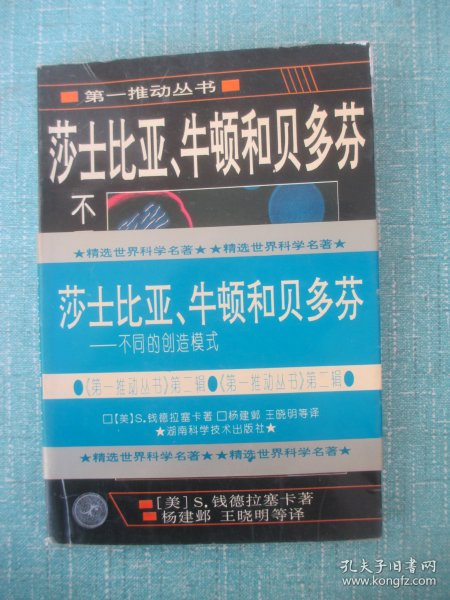 第一推动丛书
莎士比亚、牛顿和贝多芬
不
★精选世界科学名著★★精选世界科学名著★
莎士比亚、牛顿和贝多芬
——不同的创造模式
●《第一推动丛书》第二辑●《第一推动丛书》第二辑●
□[美]S.钱德拉塞卡著□杨建邺 王晓明等译
★湖南科学技术出版社★
★精选世界科学名著★★精选世界科学名著★
[美]S.钱德拉塞卡著
杨建邺 王晓明等译
孔夫子旧书网
www.kongfz.com